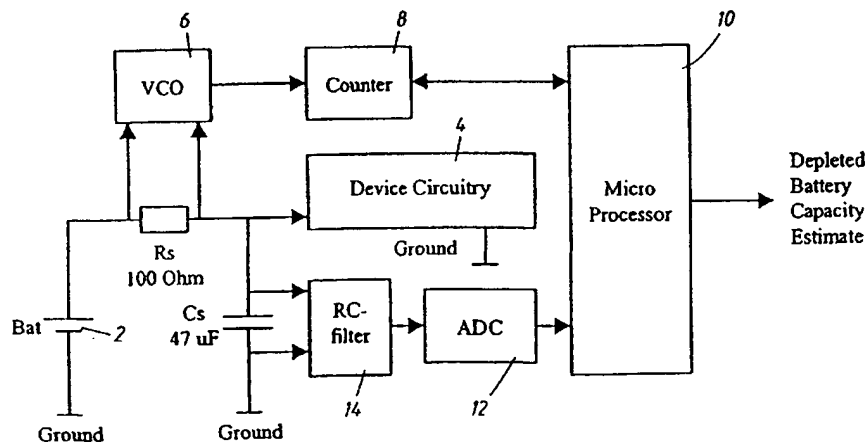 6
8
10
VCO
Counter
4
Device Circuitry
Micro
Processor
Depleted
Battery
Capacity
Estimate
Rs
100 Ohm
Ground
Bat
2
Cs
47 uF
RC-
filter
ADC
14
12
Ground
Ground